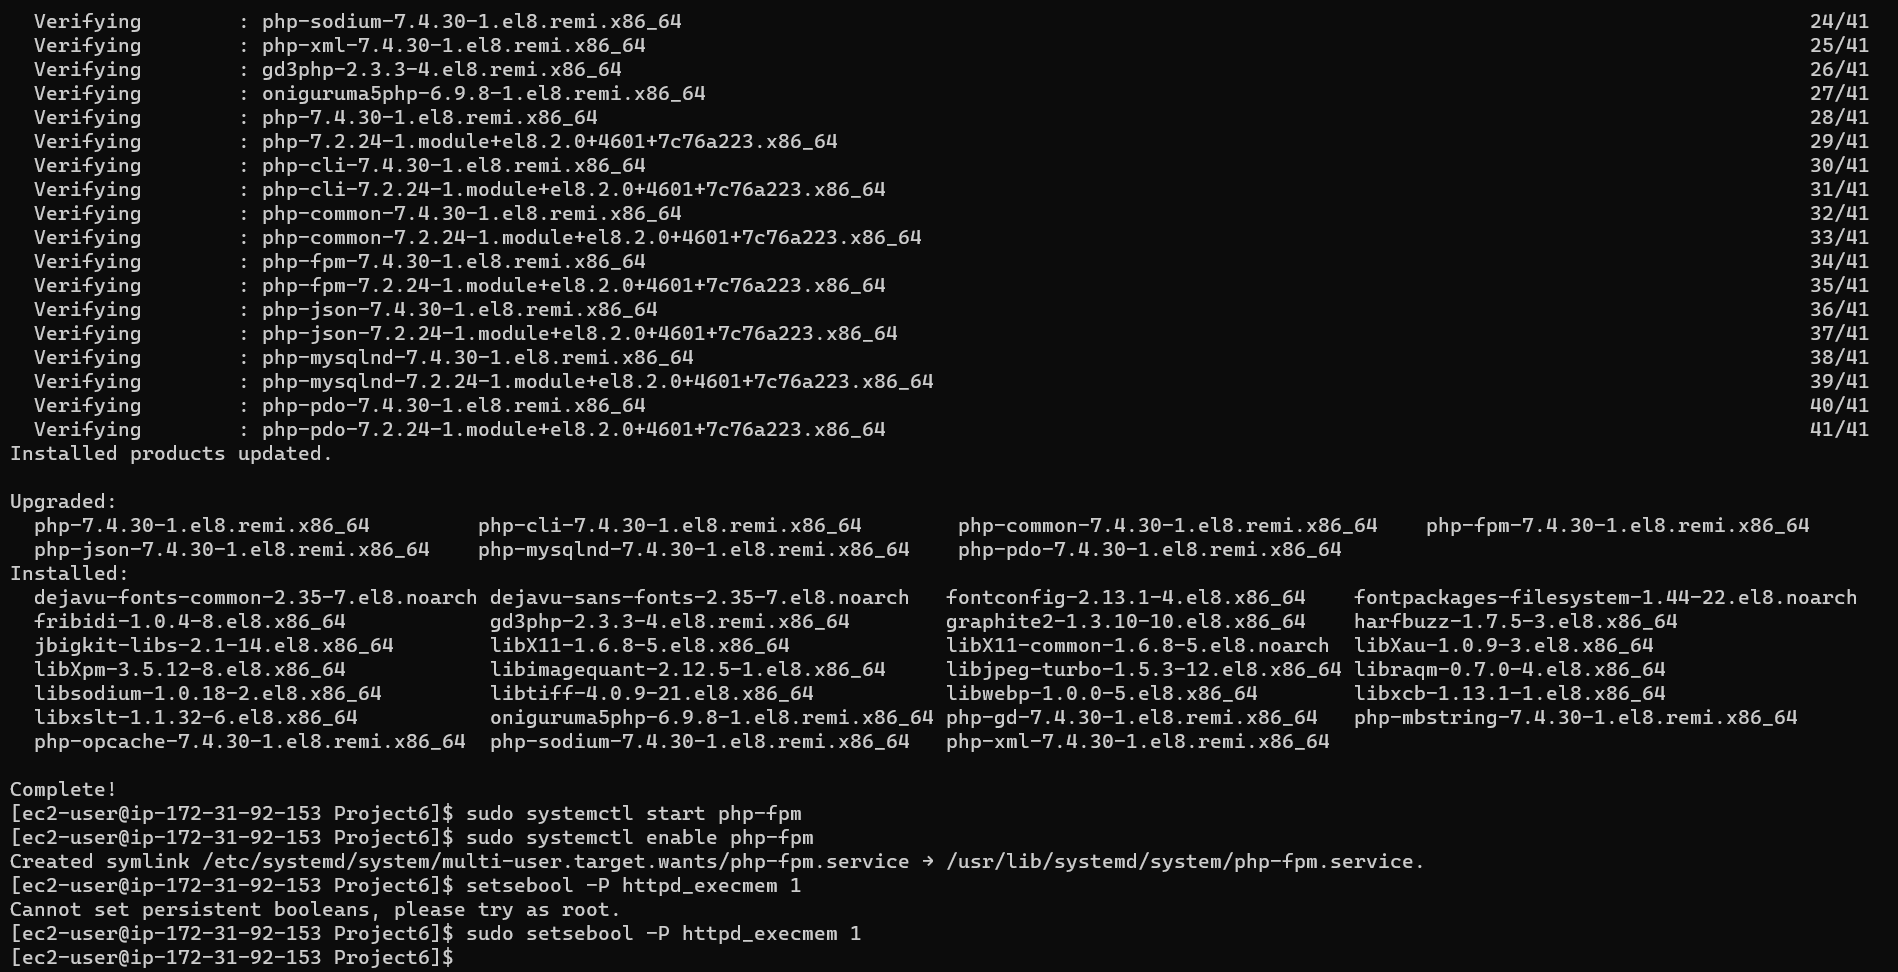 Verifying : php-sodium-7.4.30-1.el8.remi.x86_64 24/41
Verifying : php-xml-7.4.30-1.el8.remi.x86_64 25/41
Verifying : gd3php-2.3.3-4.el8.remi.x86_64 26/41
Verifying : oniguruma5php-6.9.8-1.el8.remi.x86_64 27/41
Verifying : php-7.4.30-1.el8.remi.x86_64 28/41
Verifying : php-7.2.24-1.module+el8.2.0+4601+7c76a223.x86_64 29/41
Verifying : php-cli-7.4.30-1.el8.remi.x86_64 30/41
Verifying : php-cli-7.2.24-1.module+el8.2.0+4601+7c76a223.x86_64 31/41
Verifying : php-common-7.4.30-1.el8.remi.x86_64 32/41
Verifying : php-common-7.2.24-1.module+el8.2.0+4601+7c76a223.x86_64 33/41
Verifying : php-fpm-7.4.30-1.el8.remi.x86_64 34/41
Verifying : php-fpm-7.2.24-1.module+el8.2.0+4601+7c76a223.x86_64 35/41
Verifying : php-json-7.4.30-1.el8.remi.x86_64 36/41
Verifying : php-json-7.2.24-1.module+el8.2.0+4601+7c76a223.x86_64 37/41
Verifying : php-mysqlnd-7.4.30-1.el8.remi.x86_64 38/41
Verifying : php-mysqlnd-7.2.24-1.module+el8.2.0+4601+7c76a223.x86_64 39/41
Verifying : php-pdo-7.4.30-1.el8.remi.x86_64 40/41
Verifying : php-pdo-7.2.24-1.module+el8.2.0+4601+7c76a223.x86_64 41/41
Installed products updated.
Upgraded:
php-7.4.30-1.el8.remi.x86_64 php-cli-7.4.30-1.el8.remi.x86_64 php-common-7.4.30-1.el8.remi.x86_64 php-fpm-7.4.30-1.el8.remi.x86_64
php-json-7.4.30-1.el8.remi.x86_64 php-mysqlnd-7.4.30-1.el8.remi.x86_64 php-pdo-7.4.30-1.el8.remi.x86_64
Installed:
dejavu-fonts-common-2.35-7.el8.noarch dejavu-sans-fonts-2.35-7.el8.noarch fontconfig-2.13.1-4.el8.x86_64 fontpackages-filesystem-1.44-22.el8.noarch
fribidi-1.0.4-8.el8.x86_64 gd3php-2.3.3-4.el8.remi.x86_64 graphite2-1.3.10-10.el8.x86_64 harfbuzz-1.7.5-3.el8.x86_64
jbigkit-libs-2.1-14.el8.x86_64 libX11-1.6.8-5.el8.x86_64 libX11-common-1.6.8-5.el8.noarch libXau-1.0.9-3.el8.x86_64
libXpm-3.5.12-8.el8.x86_64 libimagequant-2.12.5-1.el8.x86_64 libjpeg-turbo-1.5.3-12.el8.x86_64 libraqm-0.7.0-4.el8.x86_64
libsodium-1.0.18-2.el8.x86_64 libtiff-4.0.9-21.el8.x86_64 libwebp-1.0.0-5.el8.x86_64 libxcb-1.13.1-1.el8.x86_64
libxslt-1.1.32-6.el8.x86_64 oniguruma5php-6.9.8-1.el8.remi.x86_64 php-gd-7.4.30-1.el8.remi.x86_64 php-mbstring-7.4.30-1.el8.remi.x86_64
php-opcache-7.4.30-1.el8.remi.x86_64 php-sodium-7.4.30-1.el8.remi.x86_64 php-xml-7.4.30-1.el8.remi.x86_64
Complete!
[ec2-user@ip-172-31-92-153 Project6]$ sudo systemctl start php-fpm
[ec2-user@ip-172-31-92-153 Project6]$ sudo systemctl enable php-fpm
Created symlink /etc/systemd/system/multi-user.target.wants/php-fpm.service → /usr/lib/systemd/system/php-fpm.service.
[ec2-user@ip-172-31-92-153 Project6]$ setsebool -P httpd_execmem 1
Cannot set persistent booleans, please try as root.
[ec2-user@ip-172-31-92-153 Project6]$ sudo setsebool -P httpd_execmem 1
[ec2-user@ip-172-31-92-153 Project6]$